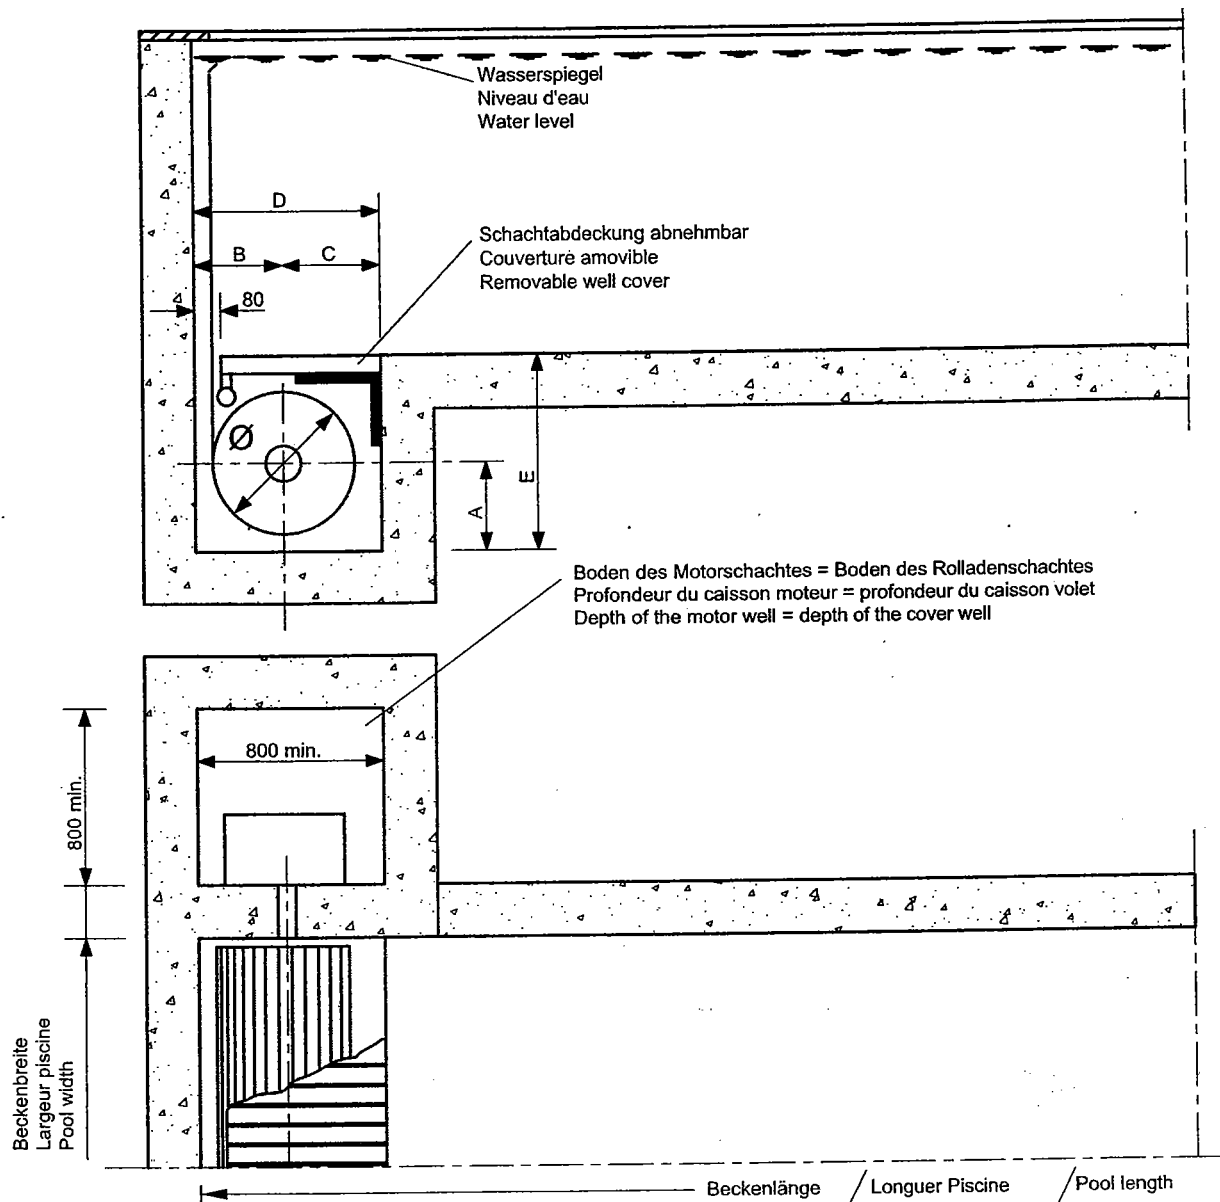 Wasserspiegel
Niveau d'eau
Water level
D
Schachtabdeckung abnehmbar
Couverture amovible
Removable well cover
B
C
80
Ø
E
A
Boden des Motorschachtes = Boden des Rolladenschachtes
Profondeur du caisson moteur = profondeur du caisson volet
Depth of the motor well = depth of the cover well
800 min.
800 min.
Beckenbreite
Largeur piscine
Pool width
Beckenlänge / Longuer Piscine / Pool length